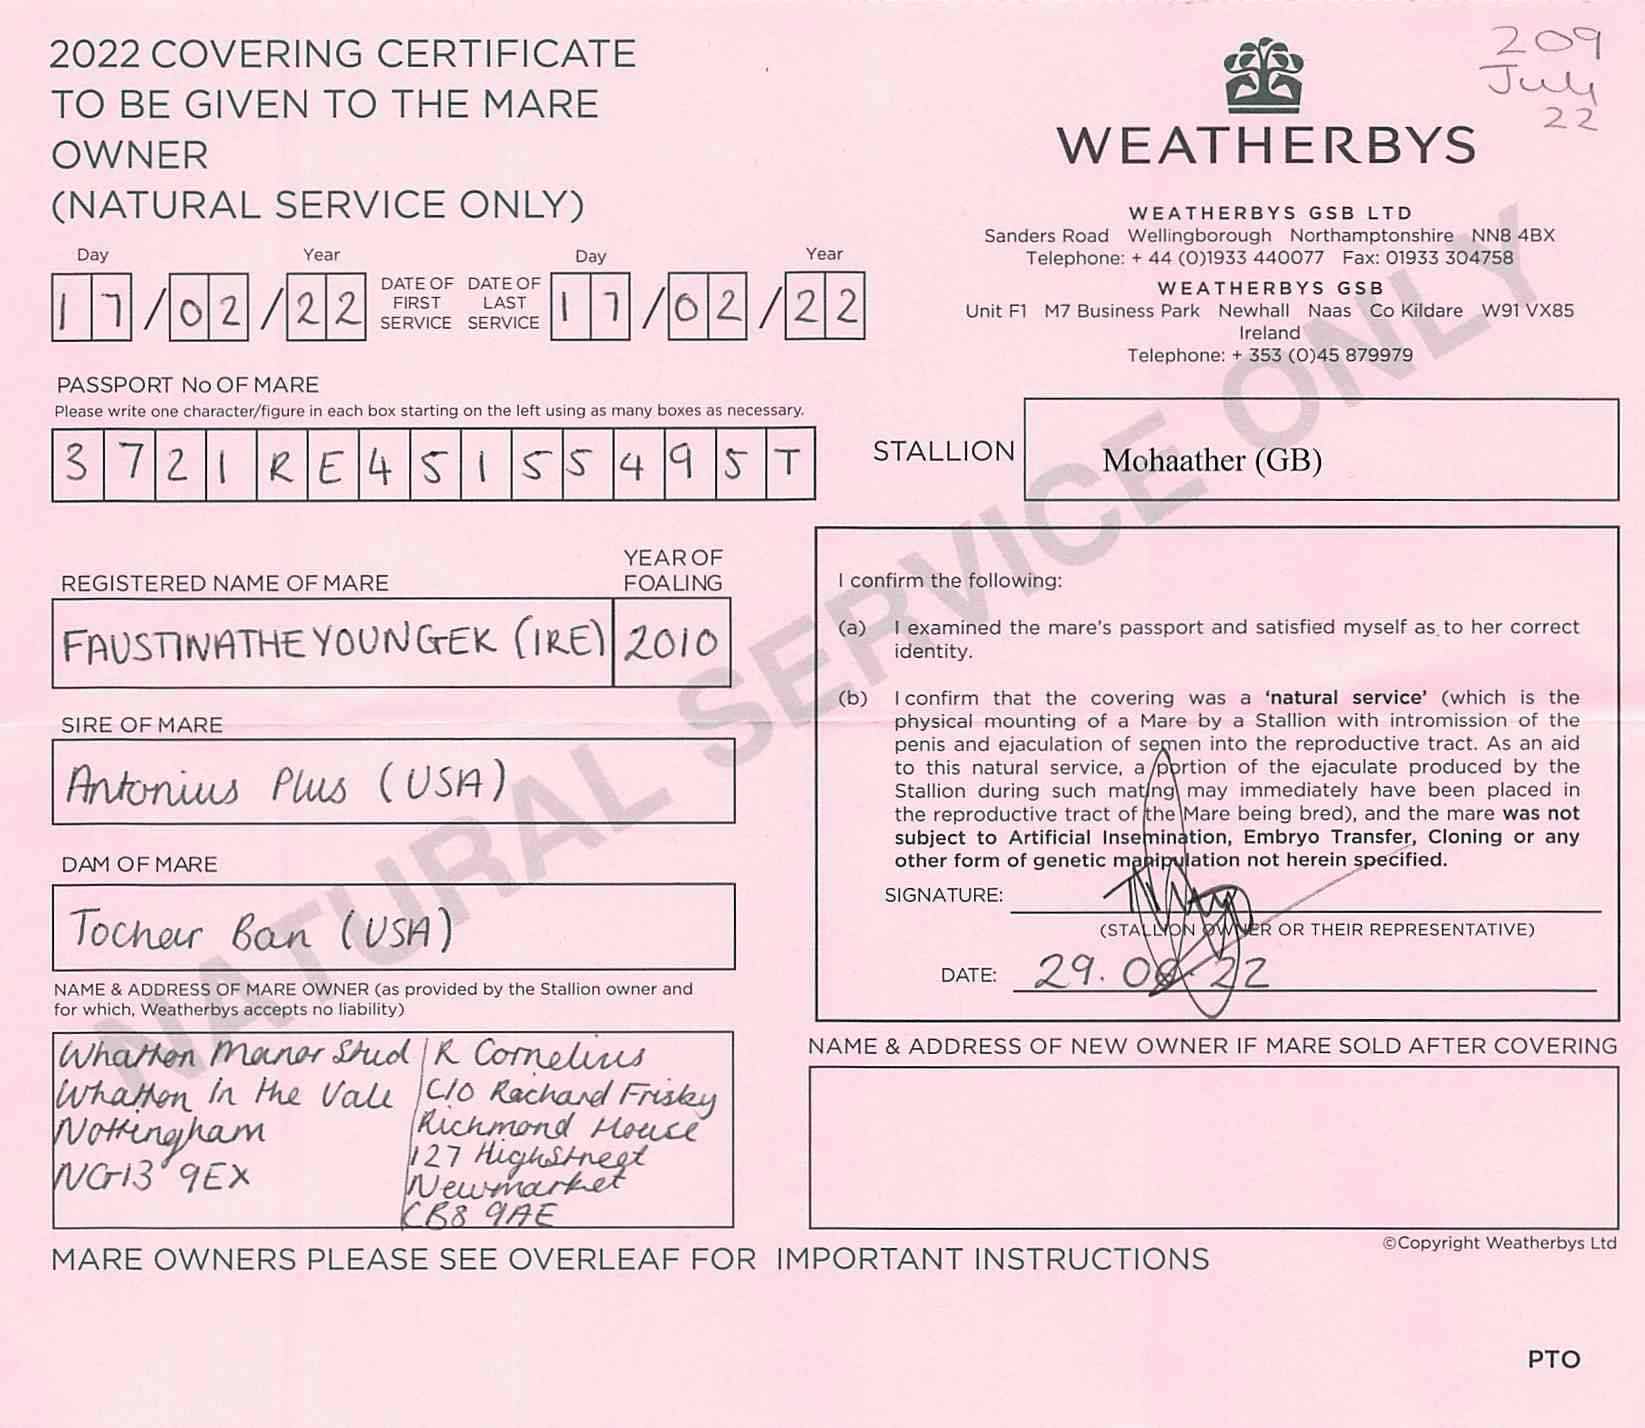 2022 COVERING CERTIFICATE
TO BE GIVEN TO THE MARE
OWNER
(NATURAL SERVICE ONLY)
209
July
22
WEATHERBYS
WEATHERBYS GSB LTD
Sanders Road Wellingborough Northamptonshire NN8 4BX
Telephone: + 44 (0)1933 440077 Fax: 01933 304758
WEATHERBYS GSB
Unit F1 M7 Business Park Newhall Naas Co Kildare W91 VX85
Ireland
Telephone: + 353 (0)45 879979
Day Year
17/02/22
DATE OF FIRST SERVICE
DATE OF LAST SERVICE
Day Year
17/02/22
PASSPORT No OF MARE
Please write one character/figure in each box starting on the left using as many boxes as necessary.
3721RE45155495T
STALLION Mohaather (GB)
REGISTERED NAME OF MARE
YEAR OF FOALING
FAUSTINATHEYOUNGEK (IRE) 2010
SIRE OF MARE
Antonius Plus (USA)
DAM OF MARE
Tochar Ban (USA)
NAME & ADDRESS OF MARE OWNER (as provided by the Stallion owner and
for which, Weatherbys accepts no liability)
Whatton Manor Stud
Whatton In the Vale
Nottingham
NG13 9EX
R Cornelius
C/O Rachard Frisby
Richmond House
127 Highstreet
Newmarket
CB8 9AE
I confirm the following:
(a) I examined the mare's passport and satisfied myself as to her correct
identity.
(b) I confirm that the covering was a 'natural service' (which is the
physical mounting of a Mare by a Stallion with intromission of the
penis and ejaculation of semen into the reproductive tract. As an aid
to this natural service, a portion of the ejaculate produced by the
Stallion during such mating may immediately have been placed in
the reproductive tract of the Mare being bred), and the mare was not
subject to Artificial Insemination, Embryo Transfer, Cloning or any
other form of genetic manipulation not herein specified.
SIGNATURE:
(STALLION OWNER OR THEIR REPRESENTATIVE)
DATE: 29.06.22
NAME & ADDRESS OF NEW OWNER IF MARE SOLD AFTER COVERING
©Copyright Weatherbys Ltd
MARE OWNERS PLEASE SEE OVERLEAF FOR IMPORTANT INSTRUCTIONS
PTO
NATURAL SERVICE ONLY